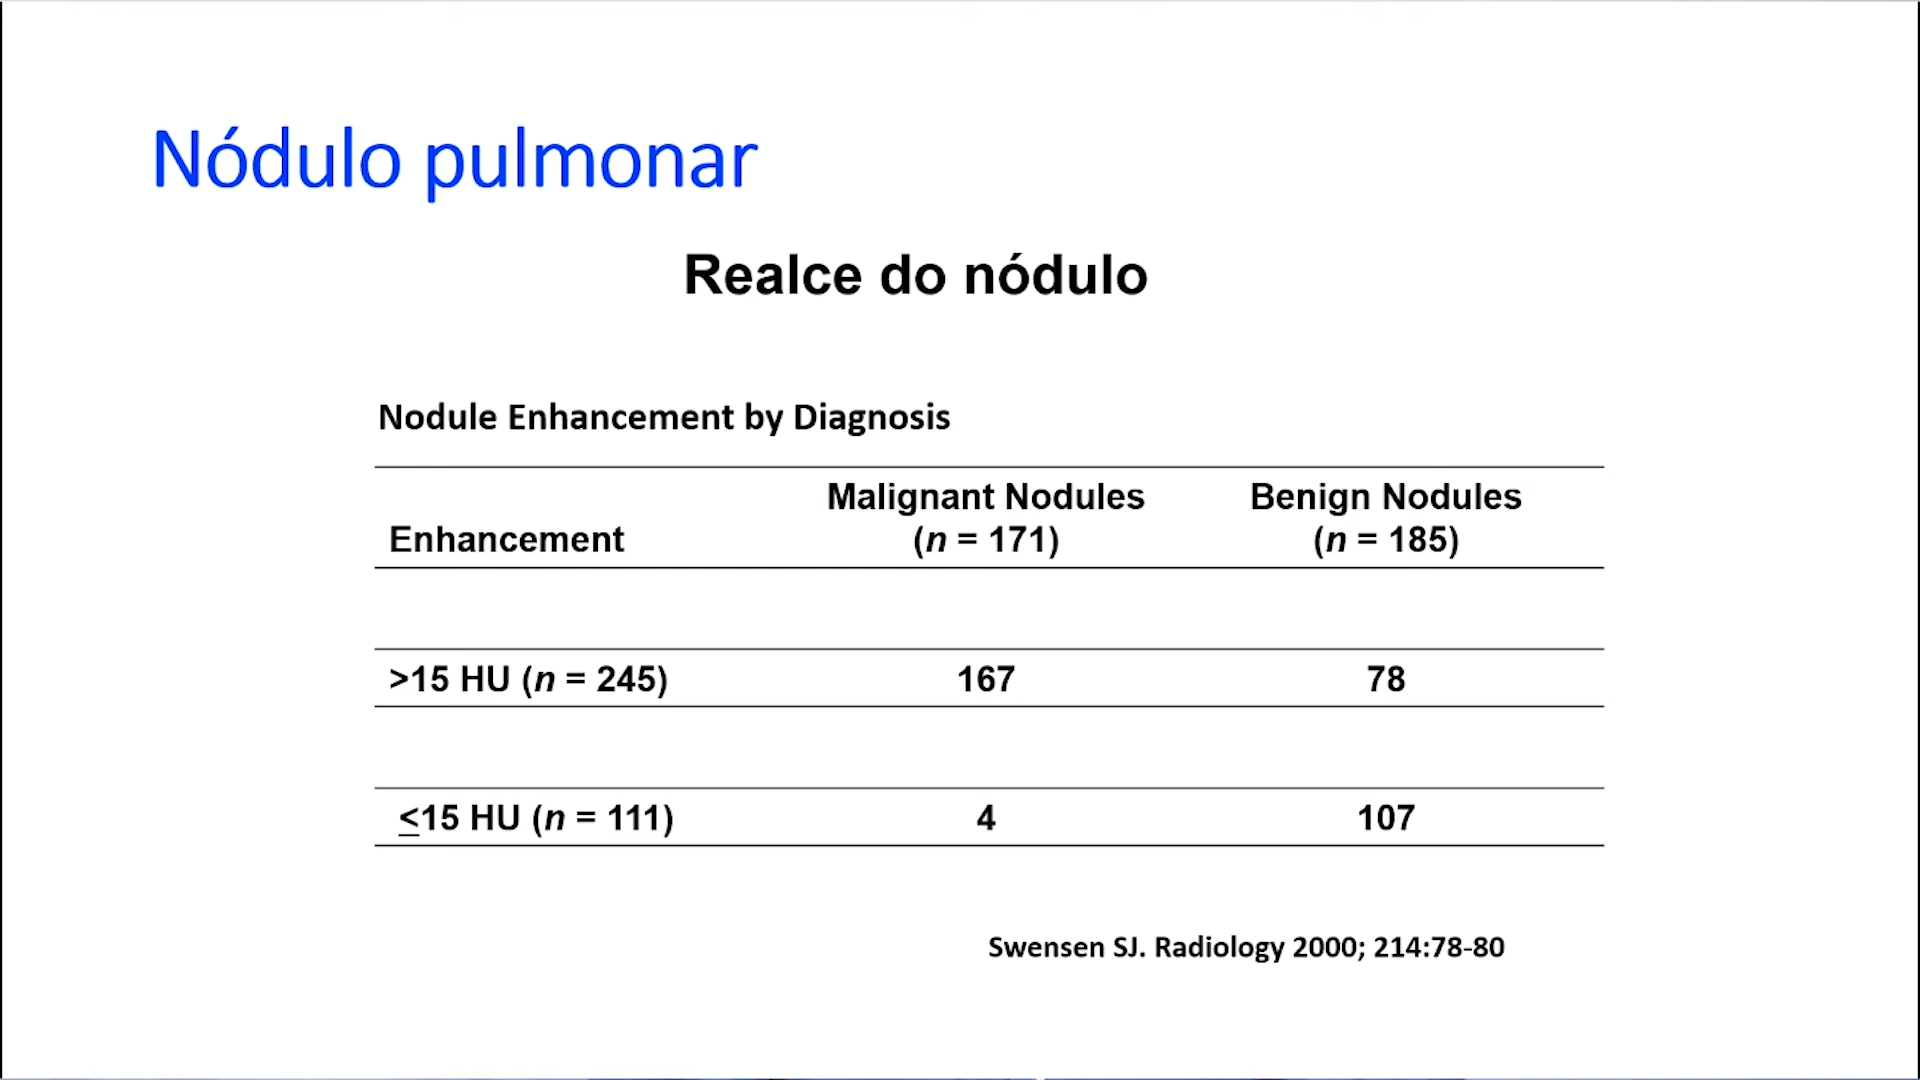 Nódulo pulmonar
Realce do nódulo
Nodule Enhancement by Diagnosis
Malignant Nodules Benign Nodules
Enhancement (n = 171) (n = 185)
>15 HU (n = 245) 167 78
≤15 HU (n = 111) 4 107
Swensen SJ. Radiology 2000; 214:78-80